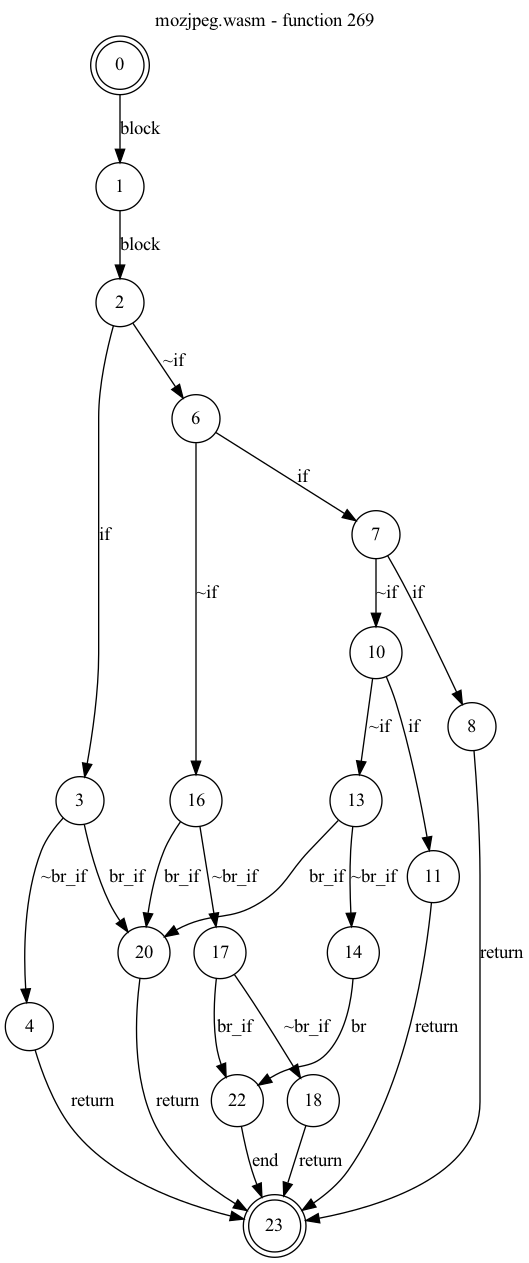 mozjpeg.wasm - function 269
0
block
1
block
2
~if
6
if
if
~if
7
~if
if
10
~if
if
8
3
16
13
~br_if
br_if
br_if
~br_if
br_if
~br_if
11
20
17
14
return
4
br_if
~br_if
br
return
return
return
22
18
end
return
23